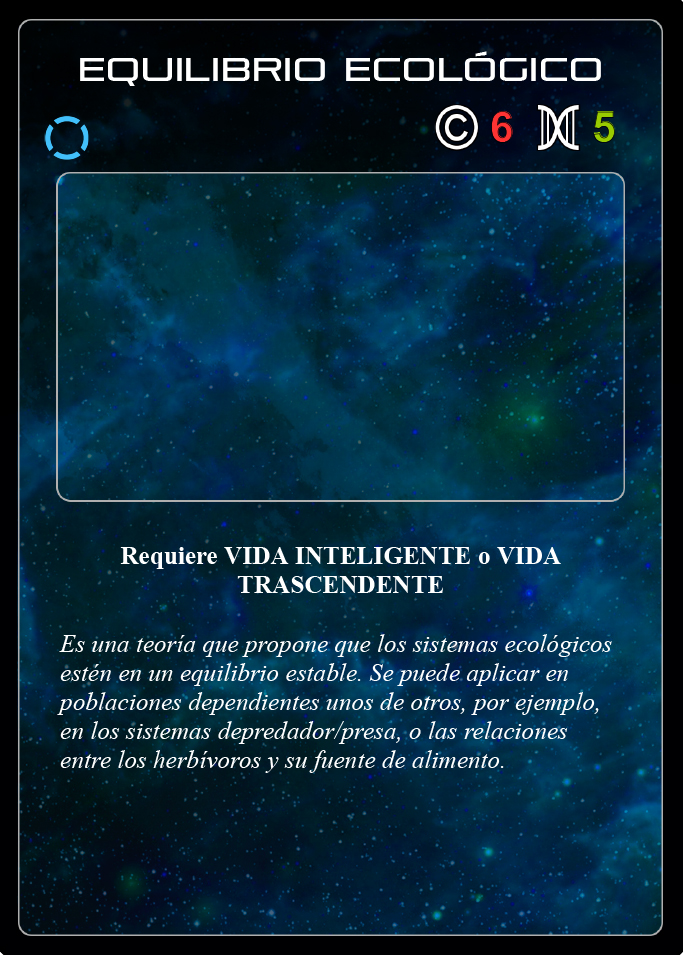 EQUILIBRIO ECOLÓGICO
© 6 5
Requiere VIDA INTELIGENTE o VIDA
TRASCENDENTE
Es una teoría que propone que los sistemas ecológicos
estén en un equilibrio estable. Se puede aplicar en
poblaciones dependientes unos de otros, por ejemplo,
en los sistemas depredador/presa, o las relaciones
entre los herbívoros y su fuente de alimento.